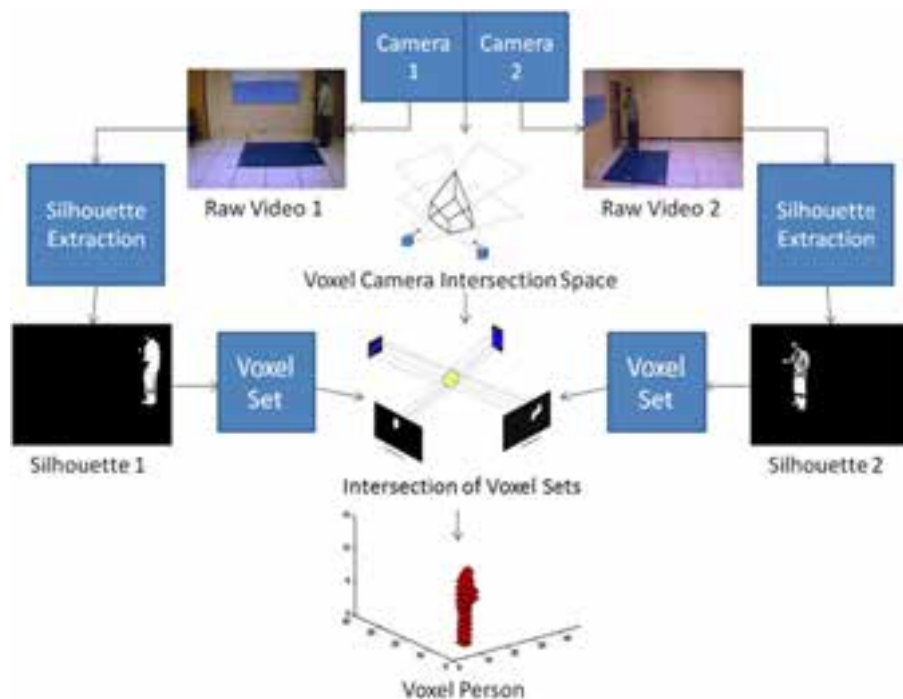 Camera
1
Camera
2
Raw Video 1
Raw Video 2
Silhouette
Extraction
Silhouette
Extraction
Voxel Camera Intersection Space
Voxel
Set
Voxel
Set
Silhouette 1
Silhouette 2
Intersection of Voxel Sets
Voxel Person